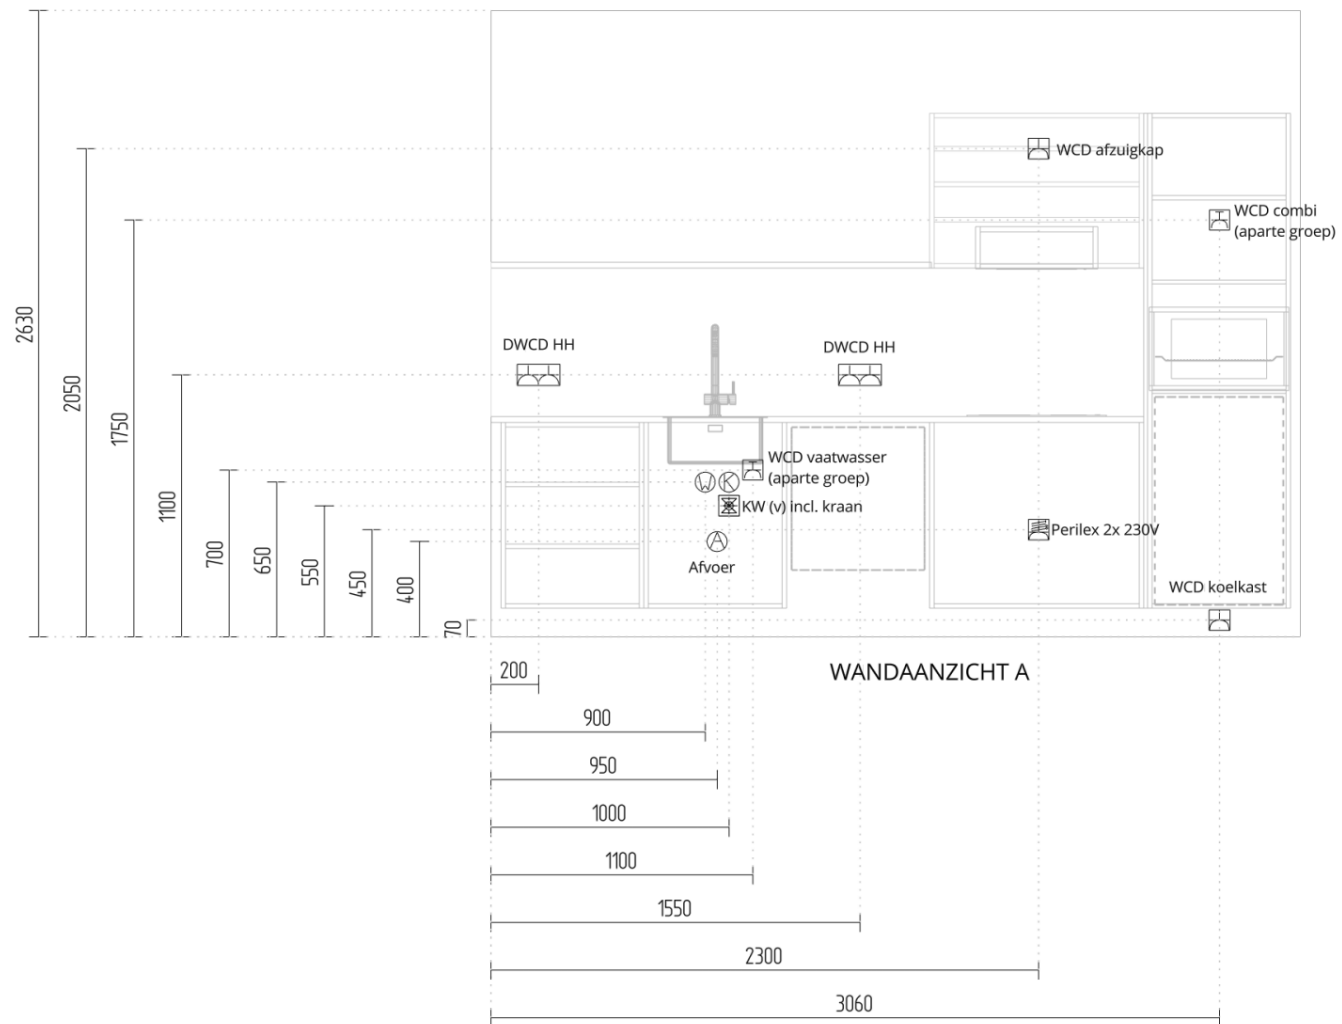 WCD afzuigkap
WCD combi
(aparte groep)
2630
2050
1750
DWCD HH
DWCD HH
1100
WCD vaatwasser
(aparte groep)
W K
KW (v) incl. kraan
Perilex 2x 230V
A
Afvoer
700
650
550
450
400
WCD koelkast
70
WANDAANZICHT A
200
900
950
1000
1100
1550
2300
3060